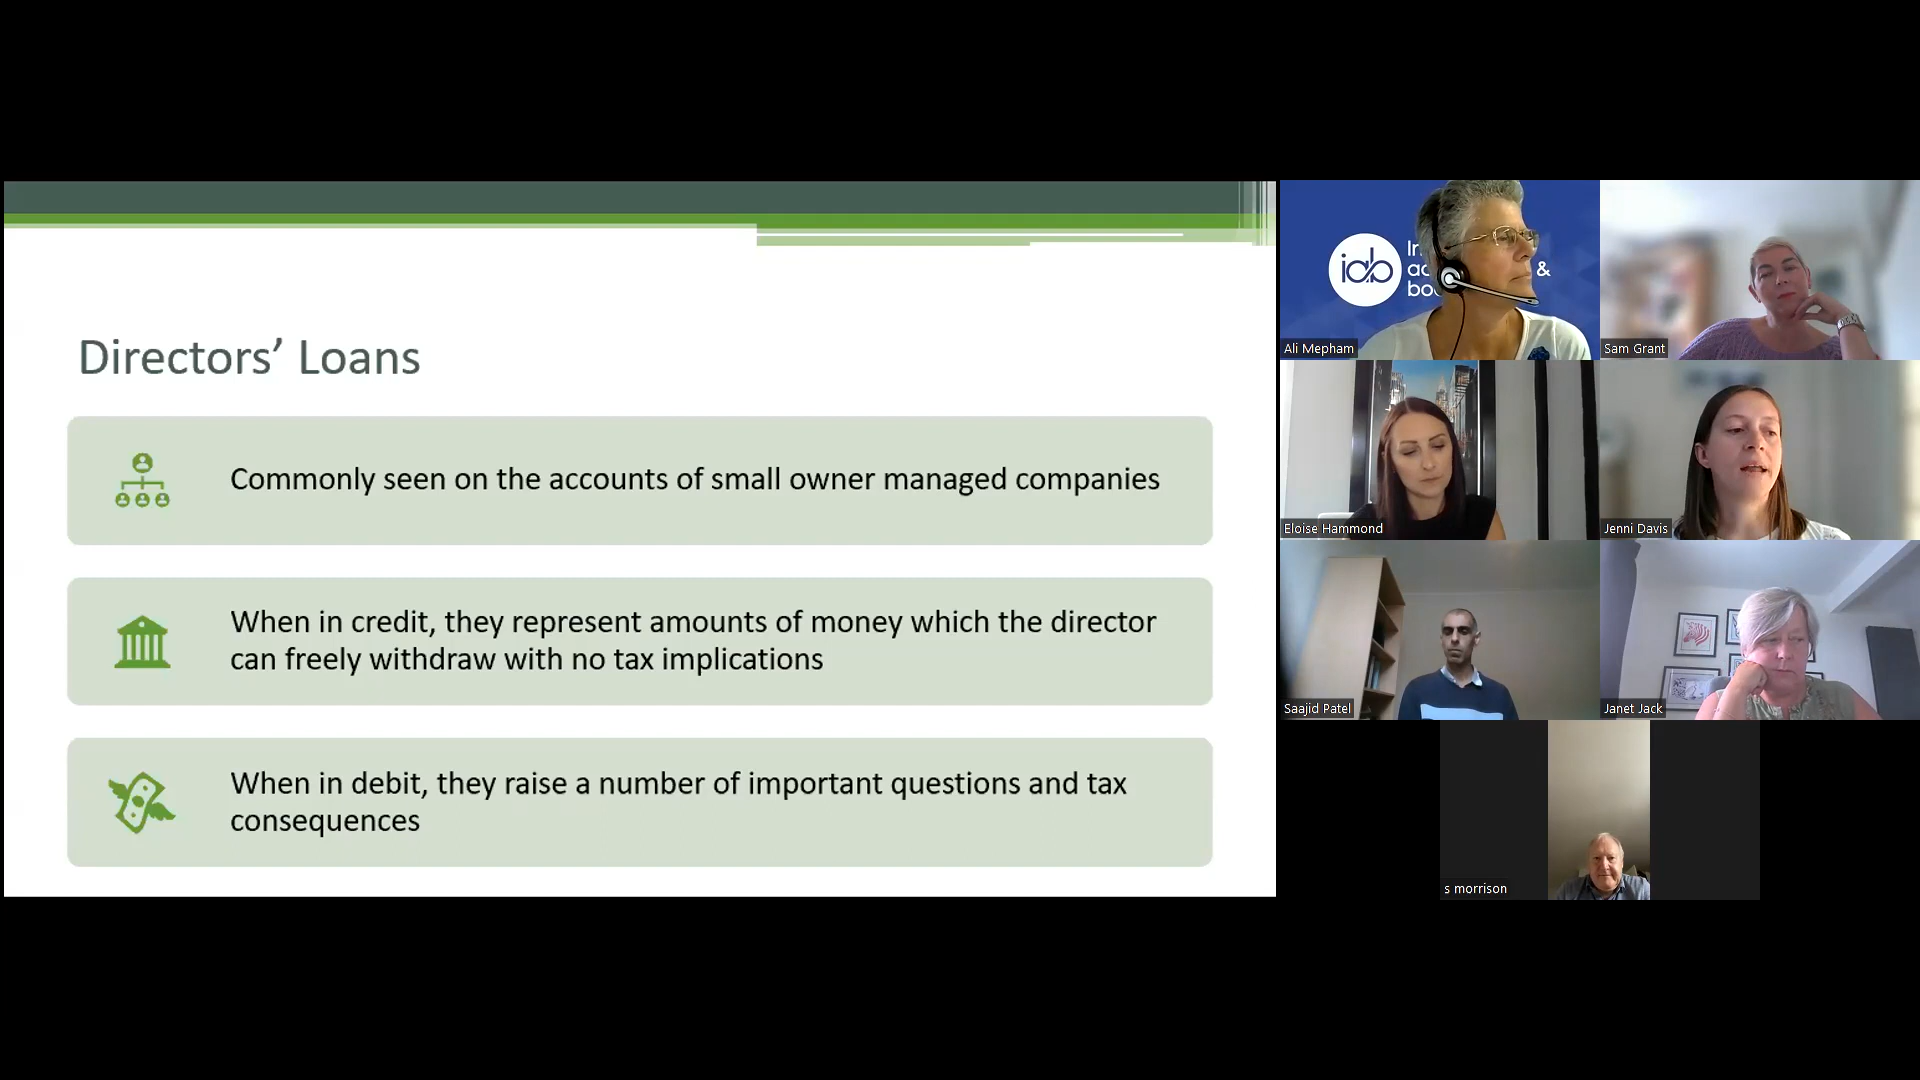 Directors’ Loans
Commonly seen on the accounts of small owner managed companies
When in credit, they represent amounts of money which the director
can freely withdraw with no tax implications
When in debit, they raise a number of important questions and tax
consequences
iab
&
Ali Mepham
Sam Grant
Eloise Hammond
Jenni Davis
Saajid Patel
Janet Jack
s morrison